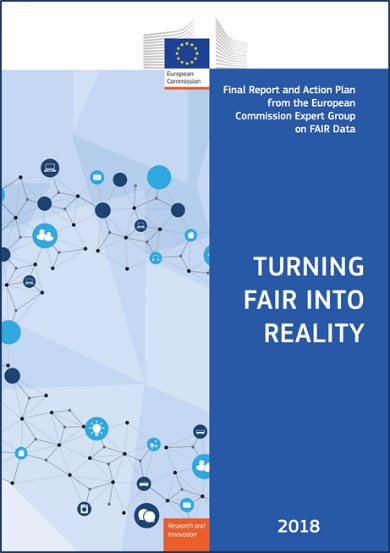 European
Commission
Final Report and Action Plan
from the European
Commission Expert Group
on FAIR Data
TURNING
FAIR INTO
REALITY
Research and
Innovation
2018